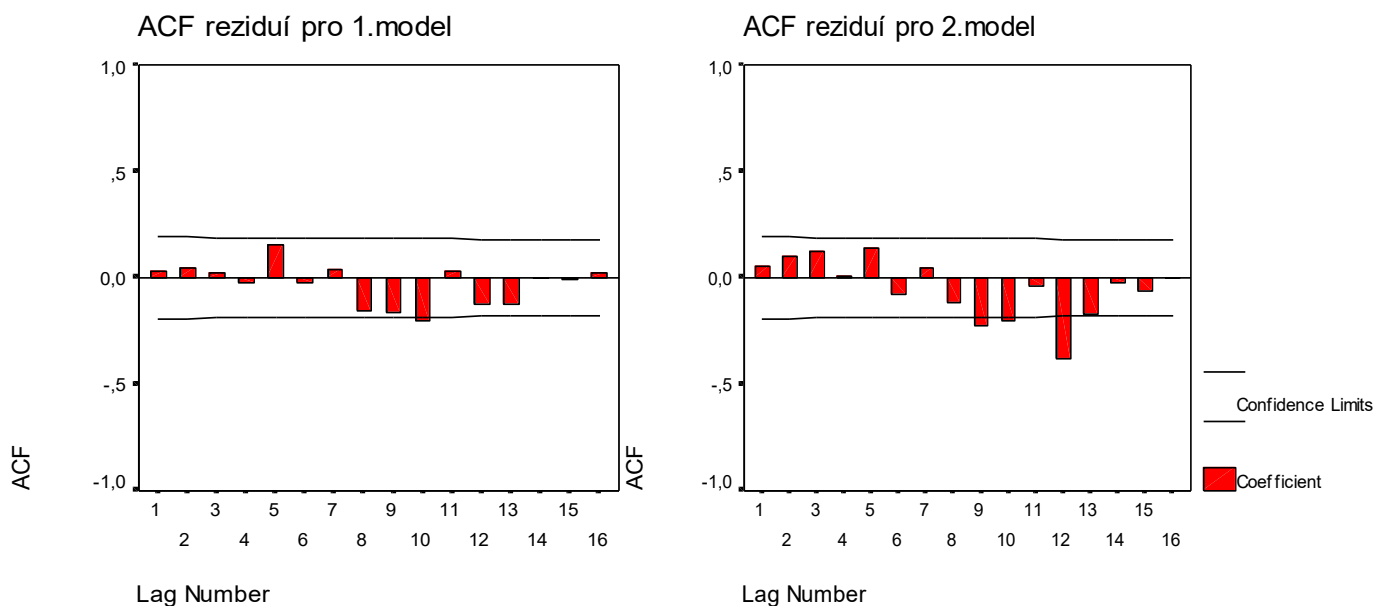 ACF reziduí pro 1.model
1,0
,5
0,0
-,5
-1,0
ACF
1 3 5 7 9 11 13 15
2 4 6 8 10 12 14 16
Lag Number
ACF reziduí pro 2.model
1,0
,5
0,0
-,5
-1,0
ACF
1 3 5 7 9 11 13 15
2 4 6 8 10 12 14 16
Lag Number
Confidence Limits
Coefficient